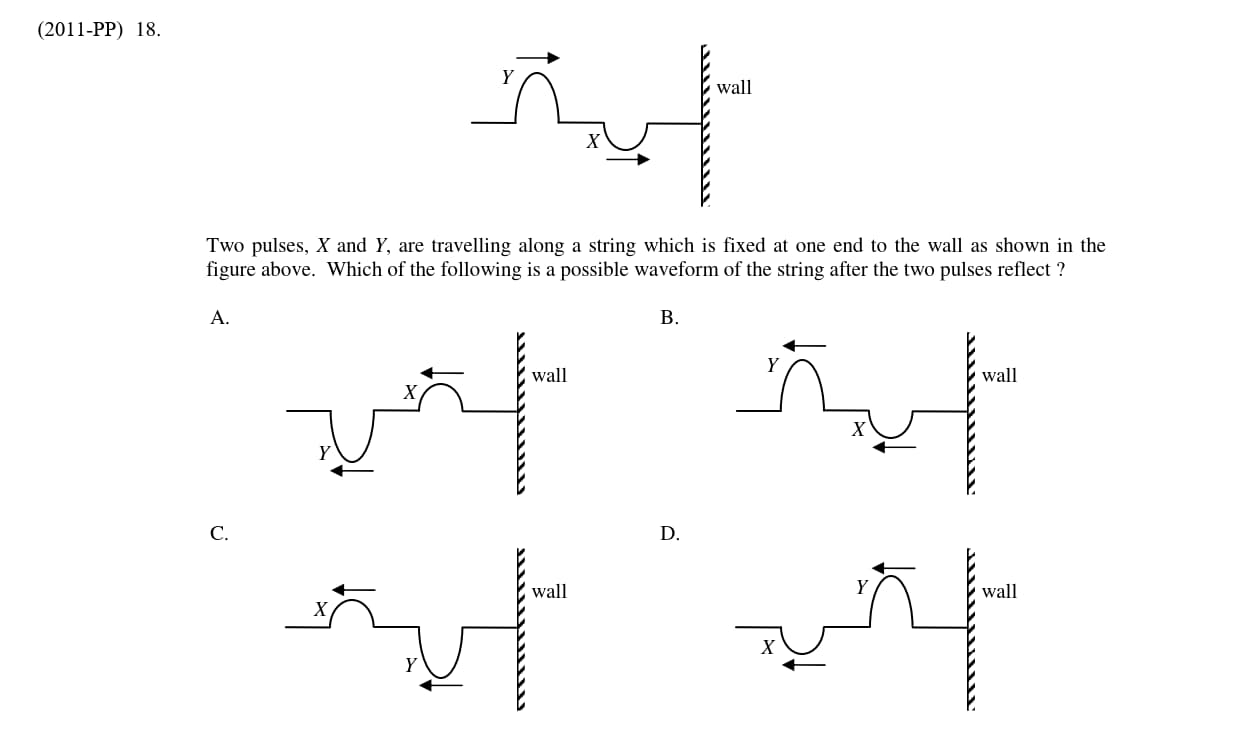 (2011-PP) 18.
Y
wall
X
Two pulses, X and Y, are travelling along a string which is fixed at one end to the wall as shown in the
figure above. Which of the following is a possible waveform of the string after the two pulses reflect ?
A.
X
wall
Y
B.
Y
wall
X
C.
X
wall
Y
D.
Y
wall
X